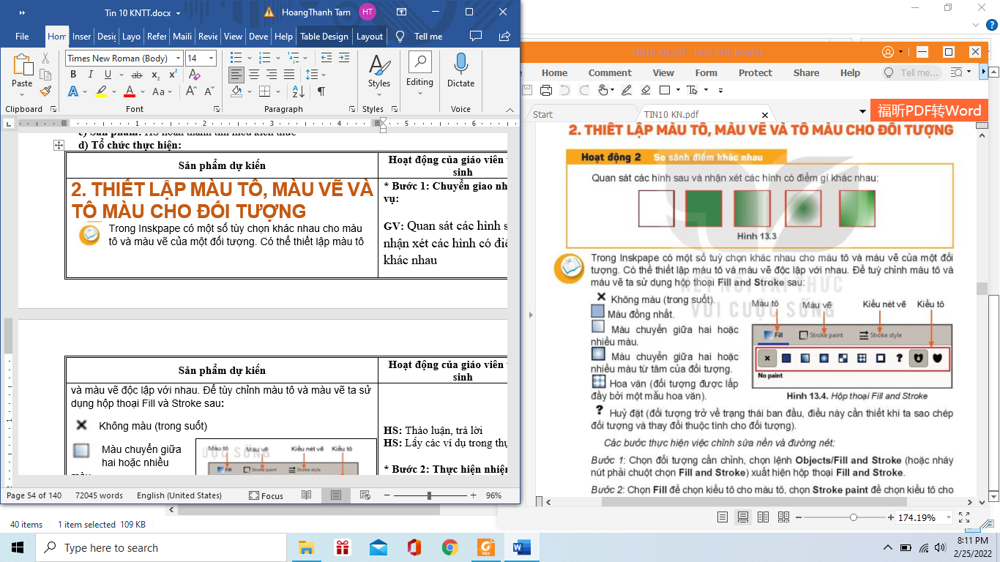 Tin 10 KNTT.docx
HoangThanh Tam
HT
File
Hom
Inser
Desig
Layo
Refer
Maili
Revie
View
Deve
Help
Table Design
Layout
Tell me
Times New Roman (Body)
14
Paste
Styles
Editing
Dictate
Clipboard
Font
Paragraph
Styles
Voice
1 2 3 4 5 6
c) Sản phẩm: HS hoàn thành tìm hiểu kiến thức
d) Tổ chức thực hiện:
Sản phẩm dự kiến
Hoạt động của giáo viên
sinh
2. THIẾT LẬP MÀU TÔ, MÀU VẼ VÀ
TÔ MÀU CHO ĐỐI TƯỢNG
Trong Inskpape có một số tùy chọn khác nhau cho màu
tô và màu vẽ của một đối tượng. Có thể thiết lập màu tô
* Bước 1: Chuyển giao nh
vụ:
GV: Quan sát các hình s
nhận xét các hình có điể
khác nhau
Sản phẩm dự kiến
Hoạt động của giáo viên
sinh
và màu vẽ độc lập với nhau. Để tùy chỉnh màu tô và màu vẽ ta sử
dụng hộp thoại Fill và Stroke sau:
Không màu (trong suốt)
Màu chuyển giữa
hai hoặc nhiều
Màu tô Màu vẽ Kiểu nét vẽ Kiểu tô
Fill Stroke paint Stroke style
HS: Thảo luận, trả lời
HS: Lấy các ví dụ trong thự
* Bước 2: Thực hiện nhiệm
Page 54 of 140
72045 words
English (United States)
Focus
96%
40 items
1 item selected 109 KB
TIN10 KN.pdf - Foxit PDF Reader
Home
Comment
View
Form
Protect
Share
Help
Tell me...
Start
TIN10 KN.pdf
福昕PDF转Word
2. THIẾT LẬP MÀU TÔ, MÀU VẼ VÀ TÔ MÀU CHO ĐỐI TƯỢNG
Hoạt động 2 So sánh điểm khác nhau
Quan sát các hình sau và nhận xét các hình có điểm gì khác nhau:
Hình 13.3
Trong Inskpape có một số tuỳ chọn khác nhau cho màu tô và màu vẽ của một đối
tượng. Có thể thiết lập màu tô và màu vẽ độc lập với nhau. Để tuỳ chỉnh màu tô và
màu vẽ ta sử dụng hộp thoại Fill and Stroke sau:
KẾT NỐI TRI THỨC
VỚI CUỘC SỐNG
Không màu (trong suốt).
Màu đồng nhất.
Màu chuyển giữa hai hoặc
nhiều màu.
Màu chuyển giữa hai hoặc
nhiều màu từ tâm của đối tượng.
Hoa văn (đối tượng được lấp
đầy bởi một mẫu hoa văn).
Màu tô Màu vẽ Kiểu nét vẽ Kiểu tô
Fill Stroke paint Stroke style
No paint
Hình 13.4. Hộp thoại Fill and Stroke
? Huỷ đặt (đối tượng trở về trạng thái ban đầu, điều này cần thiết khi ta sao chép
đối tượng và thay đổi thuộc tính cho đối tượng).
Các bước thực hiện việc chỉnh sửa nền và đường nét:
Bước 1: Chọn đối tượng cần chỉnh, chọn lệnh Objects/Fill and Stroke (hoặc nháy
nút phải chuột chọn Fill and Stroke) xuất hiện hộp thoại Fill and Stroke.
Bước 2: Chọn Fill để chọn kiểu tô cho màu tô, chọn Stroke paint để chọn kiểu tô cho
174.19%
Type here to search
8:11 PM
2/25/2022